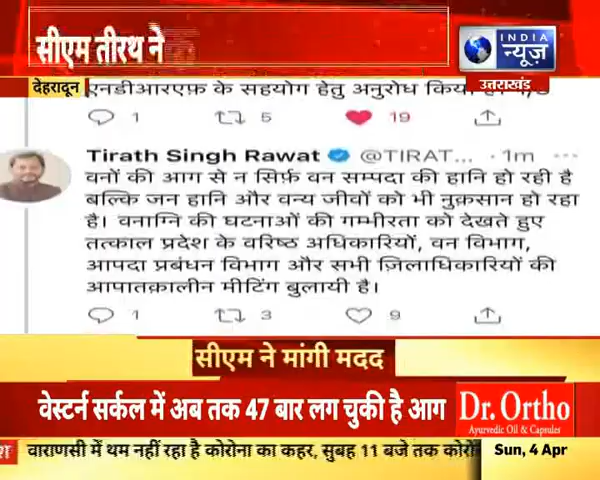 सीएम तीरथ ने
INDIA
न्यूज़
उत्तराखंड
देहरादून
एनडीआरएफ़ के सहयोग हेतु अनुरोध किया
1 5 19
Tirath Singh Rawat @TIRAT... · 1m ...
वनों की आग से न सिर्फ़ वन सम्पदा की हानि हो रही है
बल्कि जन हानि और वन्य जीवों को भी नुक़सान हो रहा
है। वनाग्नि की घटनाओं की गम्भीरता को देखते हुए
तत्काल प्रदेश के वरिष्ठ अधिकारियों, वन विभाग,
आपदा प्रबंधन विभाग और सभी ज़िलाधिकारियों की
आपातक़ालीन मीटिंग बुलायी है।
1 3 9
सीएम ने मांगी मदद
वेस्टर्न सर्कल में अब तक 47 बार लग चुकी है आग
Dr. Ortho
Ayurvedic Oil & Capsules
वाराणसी में थम नहीं रहा है कोरोना का कहर, सुबह 11 बजे तक
Sun, 4 Apr